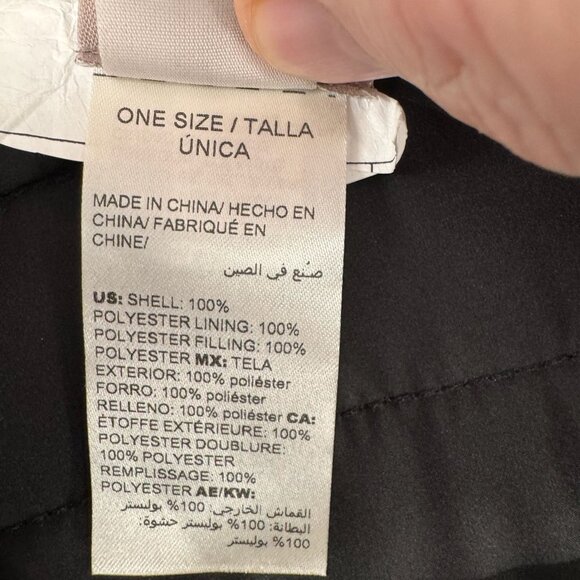 ONE SIZE / TALLA
ÚNICA
MADE IN CHINA/ HECHO EN
CHINA/ FABRIQUÉ EN
CHINE/
صُنع في الصين
US: SHELL: 100%
POLYESTER LINING: 100%
POLYESTER FILLING: 100%
POLYESTER MX: TELA
EXTERIOR: 100% poliéster
FORRO: 100% poliéster
RELLENO: 100% poliéster CA:
ÉTOFFE EXTÉRIEURE: 100%
POLYESTER DOUBLURE:
100% POLYESTER
REMPLISSAGE: 100%
POLYESTER AE/KW:
القماش الخارجي: 100% بوليستر
البطانة: 100% بوليستر حشوة:
100% بوليستر